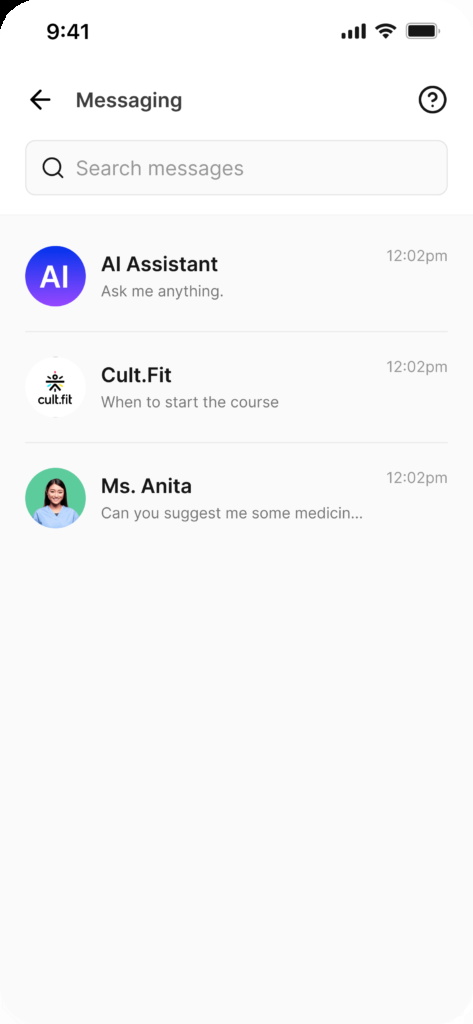 9:41
Messaging
Search messages
AI
AI Assistant
12:02pm
Ask me anything.
cult.fit
Cult.Fit
12:02pm
When to start the course
Ms. Anita
12:02pm
Can you suggest me some medicin...